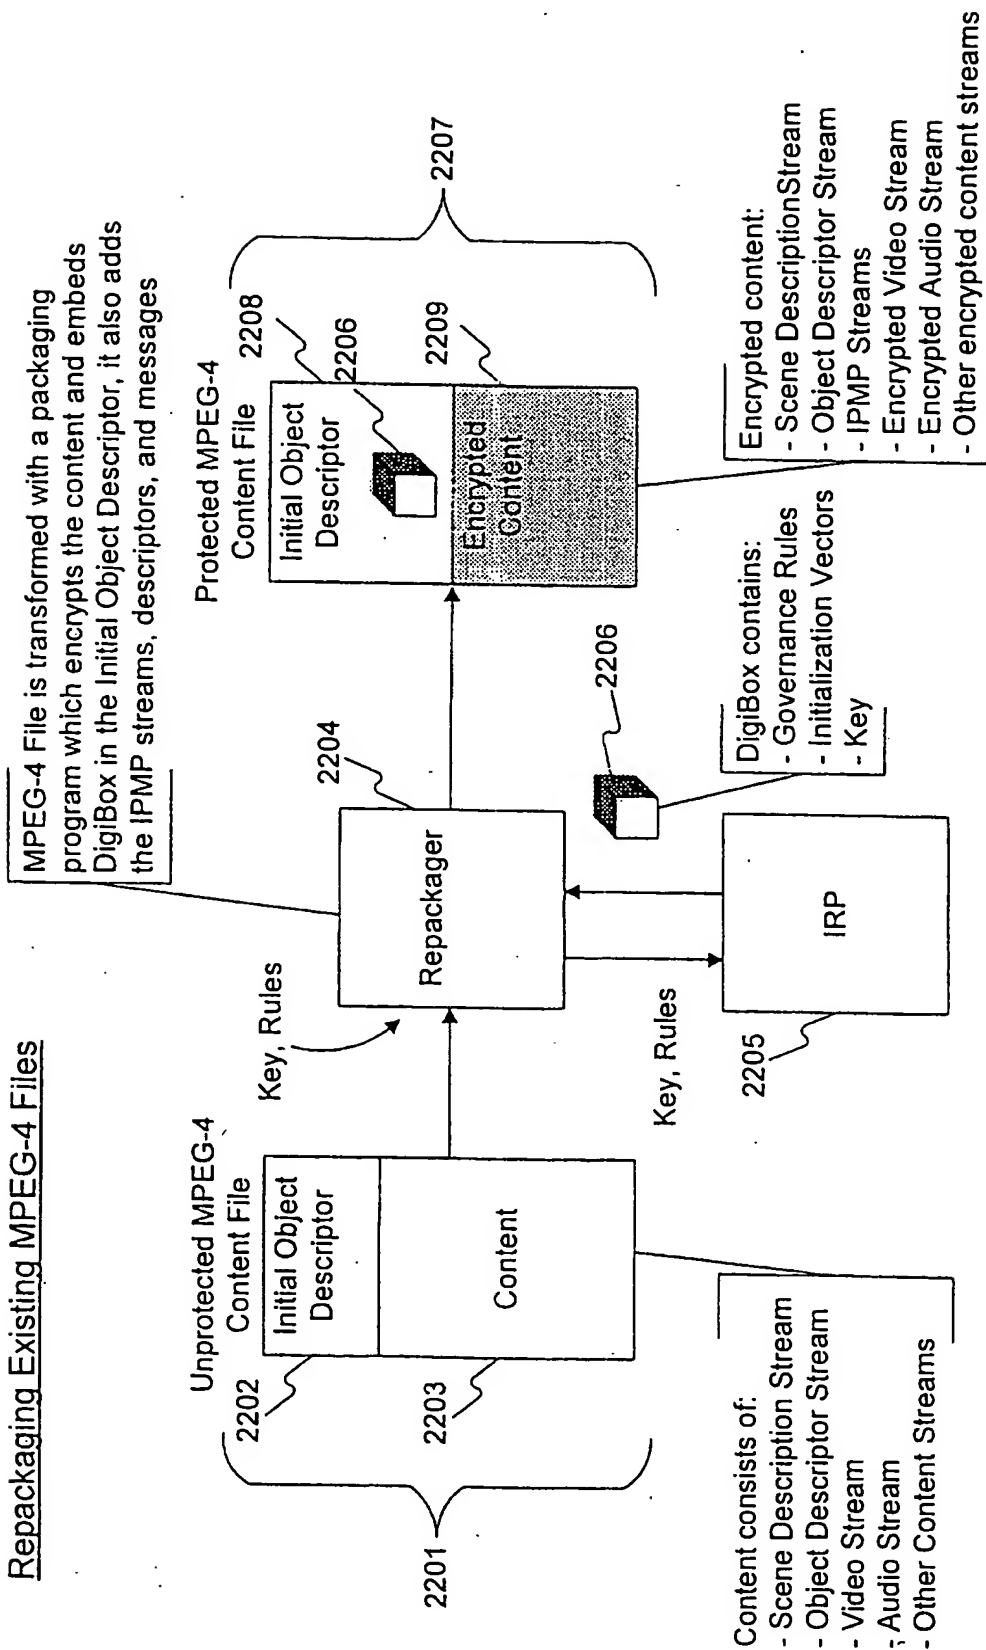 Repackaging Existing MPEG-4 Files
MPEG-4 File is transformed with a packaging
program which encrypts the content and embeds
DigiBox in the Initial Object Descriptor, it also adds
the IPMP streams, descriptors, and messages
Unprotected MPEG-4
Content File
Initial Object
Descriptor
Content
2202
2203
2201
Content consists of:
- Scene Description Stream
- Object Descriptor Stream
- Video Stream
- Audio Stream
- Other Content Streams
Key, Rules
Repackager
2204
Key, Rules
IRP
2205
2206
DigiBox contains:
- Governance Rules
- Initialization Vectors
- Key
Protected MPEG-4
Content File
Initial Object
Descriptor
Encrypted
Content
2208
2206
2209
2207
Encrypted content:
- Scene DescriptionStream
- Object Descriptor Stream
- IPMP Streams
- Encrypted Video Stream
- Encrypted Audio Stream
- Other encrypted content streams